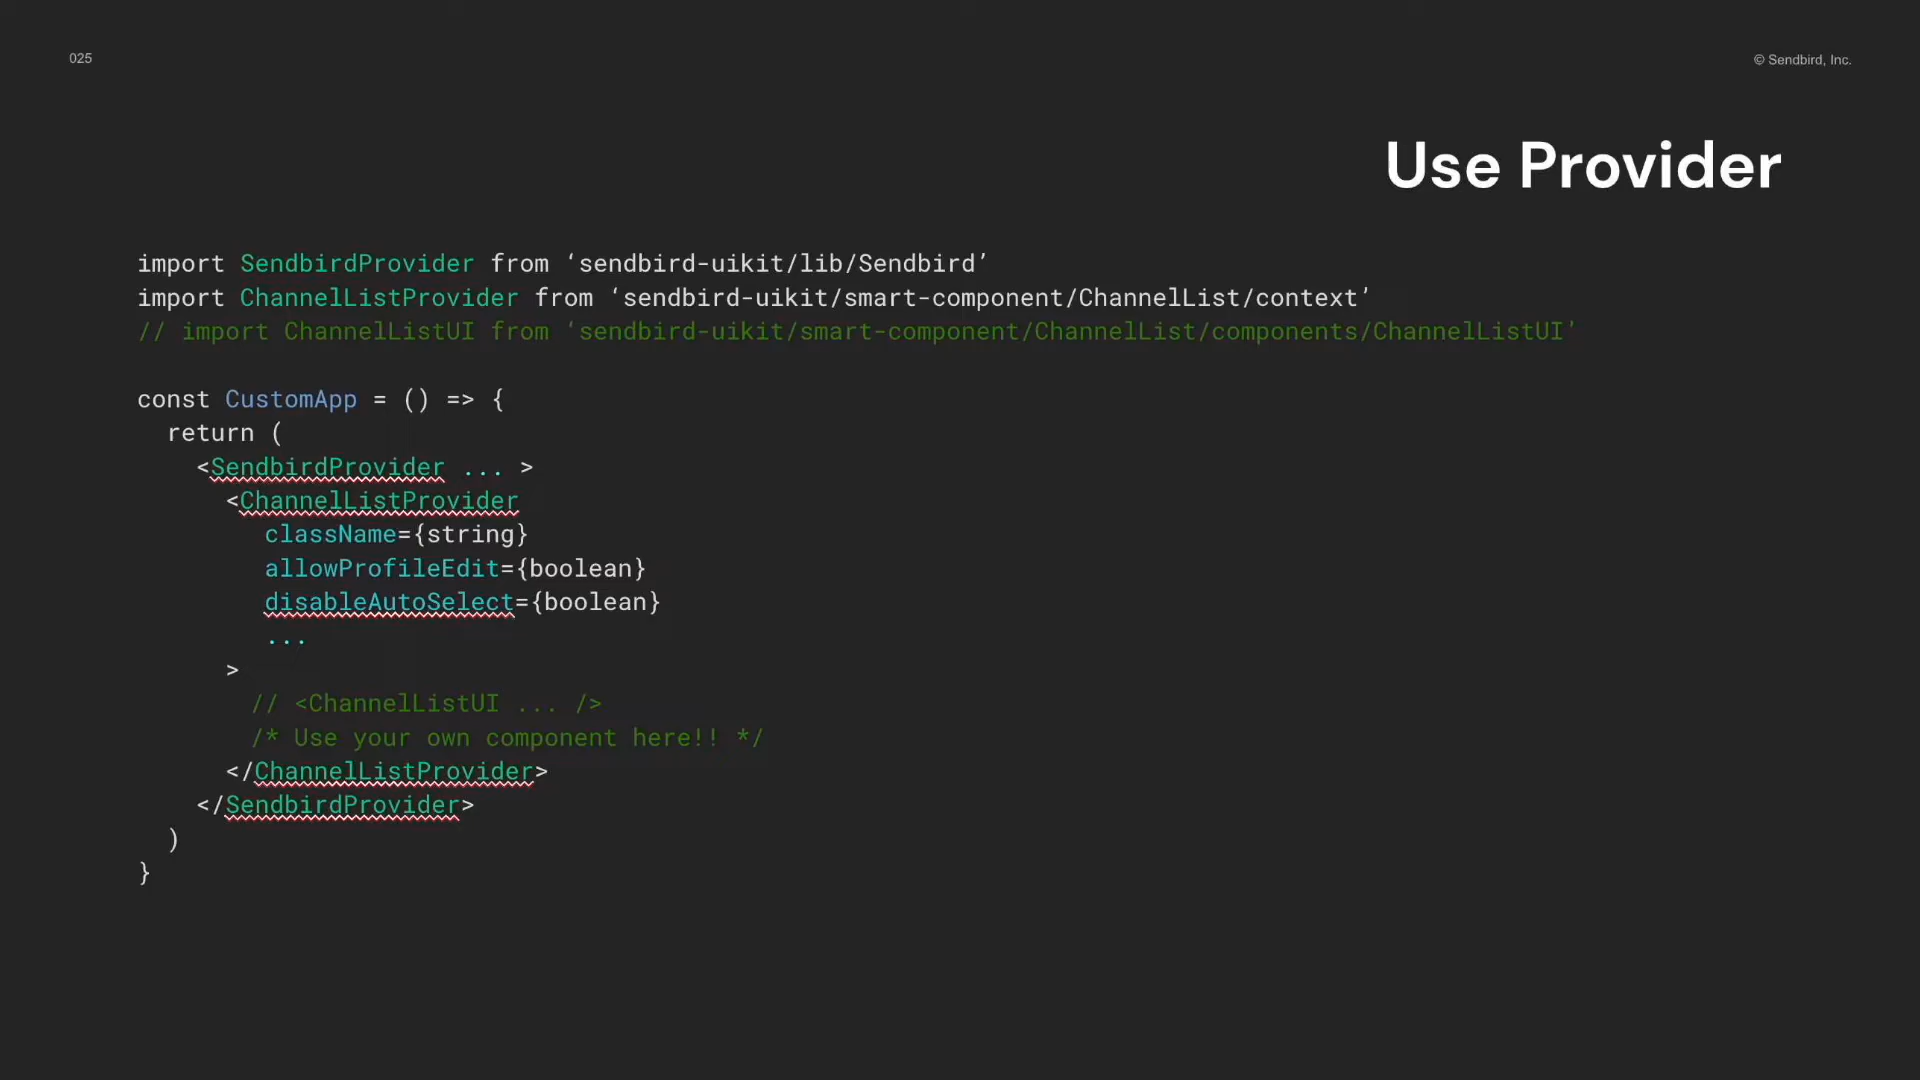 025
© Sendbird, Inc.
Use Provider
import SendbirdProvider from ‘sendbird-uikit/lib/Sendbird’
import ChannelListProvider from ‘sendbird-uikit/smart-component/ChannelList/context’
// import ChannelListUI from ‘sendbird-uikit/smart-component/ChannelList/components/ChannelListUI’
const CustomApp = () => {
return (
<SendbirdProvider ... >
<ChannelListProvider
className={string}
allowProfileEdit={boolean}
disableAutoSelect={boolean}
...
>
// <ChannelListUI ... />
/* Use your own component here!! */
</ChannelListProvider>
</SendbirdProvider>
)
}